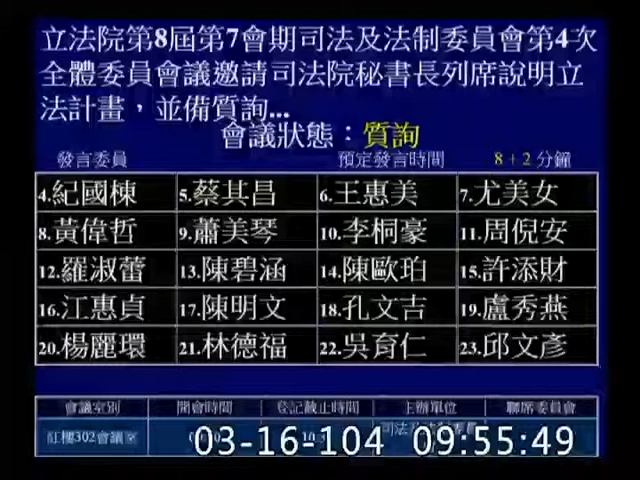 立法院第8屆第7會期司法及法制委員會第4次
全體委員會議邀請司法院秘書長列席說明立
法計畫，並備質詢...
會議狀態：質詢
發言委員 預定發言時間 8+2分鐘
4.紀國棟 5.蔡其昌 6.王惠美 7.尤美女
8.黃偉哲 9.蕭美琴 10.李桐豪 11.周倪安
12.羅淑蕾 13.陳碧涵 14.陳歐珀 15.許添財
16.江惠貞 17.陳明文 18.孔文吉 19.盧秀燕
20.楊麗環 21.林德福 22.吳育仁 23.邱文彥
會議室別 開會時間 登記截止時間 主辦單位 聯席委員會
紅樓302會議室
03-16-104 09:55:49